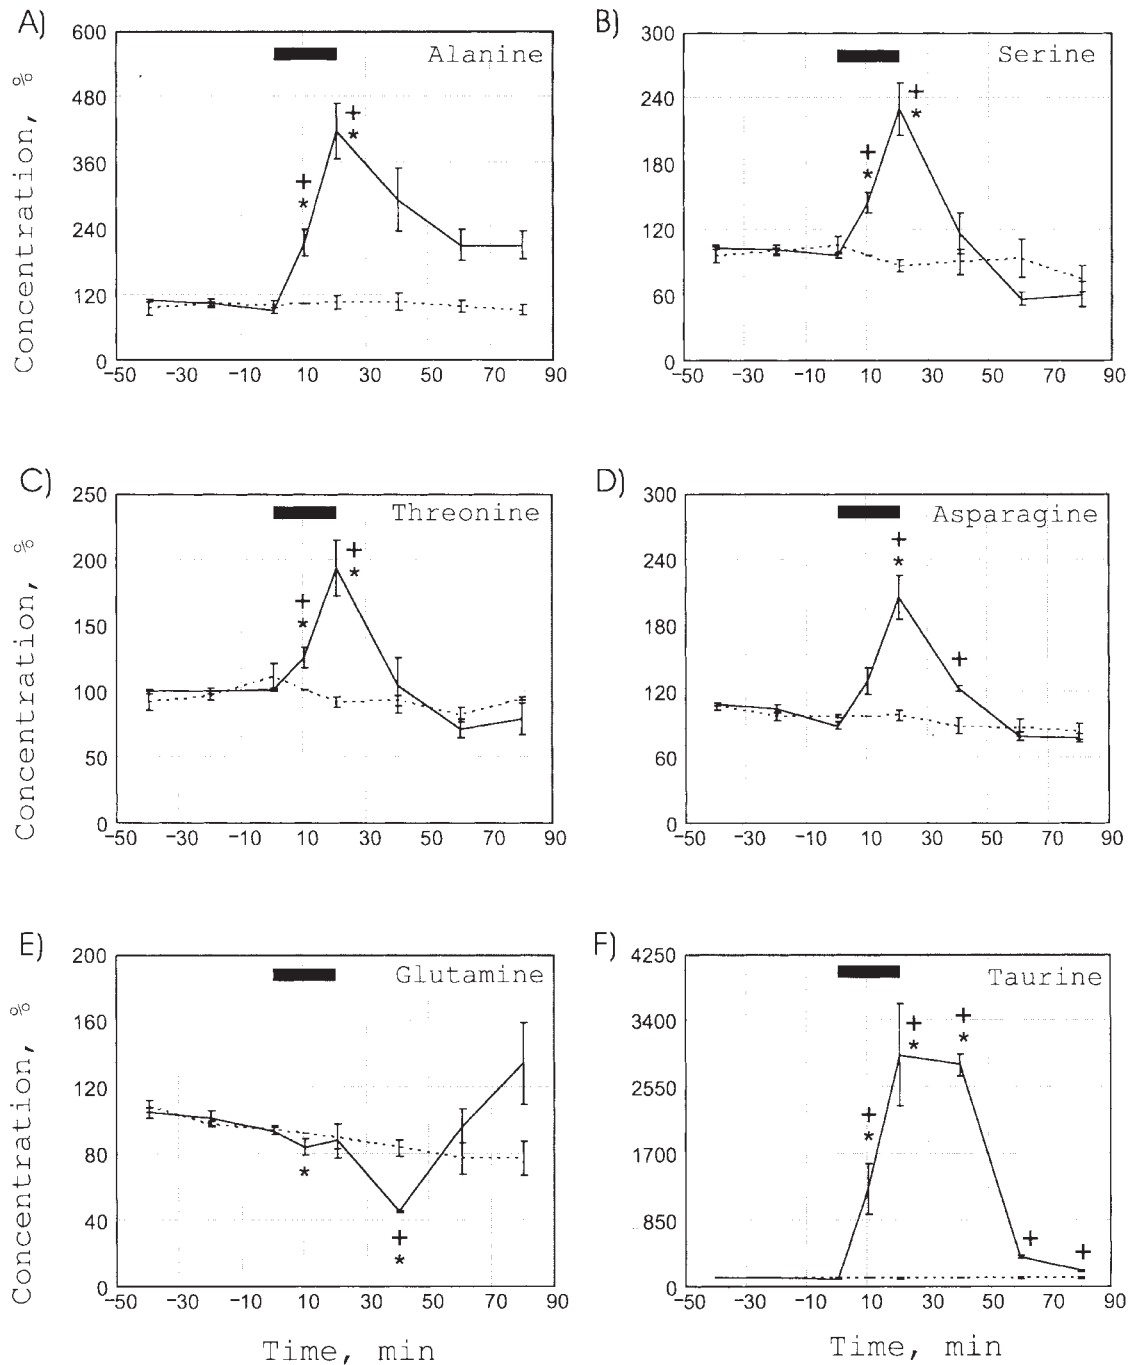 A)
Alanine
Concentration, %
600
480
360
240
120
0
−50 −30 −10 10 30 50 70 90
+
*
+
*
B)
Serine
300
240
180
120
60
0
−50 −30 −10 10 30 50 70 90
+
*
+
*
C)
Threonine
Concentration, %
250
200
150
100
50
0
−50 −30 −10 10 30 50 70 90
+
*
+
*
D)
Asparagine
300
240
180
120
60
0
−50 −30 −10 10 30 50 70 90
+
*
+
E)
Glutamine
Concentration, %
200
160
120
80
40
0
−50 −30 −10 10 30 50 70 90
*
+
*
Time, min
F)
Taurine
4250
3400
2550
1700
850
0
−50 −30 −10 10 30 50 70 90
+
*
+
*
+
*
+
+
Time, min